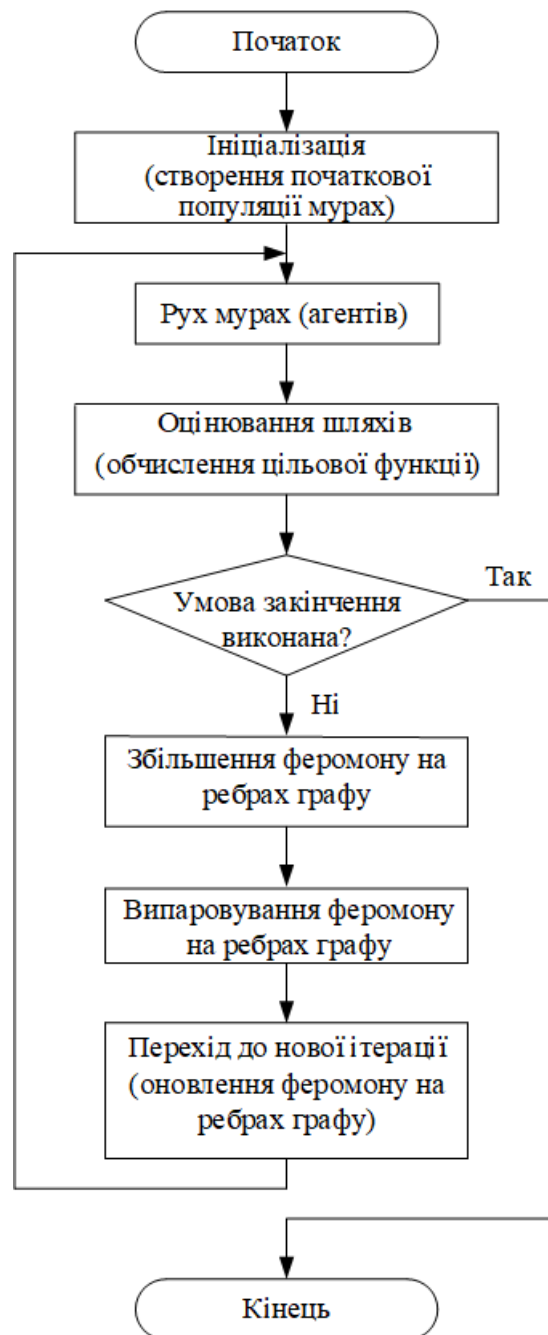 Початок
Ініціалізація
(створення початкової
популяції мурах)
Рух мурах (агентів)
Оцінювання шляхів
(обчислення цільової функції)
Так
Умова закінчення
виконана?
Ні
Збільшення феромону на
ребрах графу
Випаровування феромону
на ребрах графу
Перехід до нової ітерації
(оновлення феромону на
ребрах графу)
Кінець